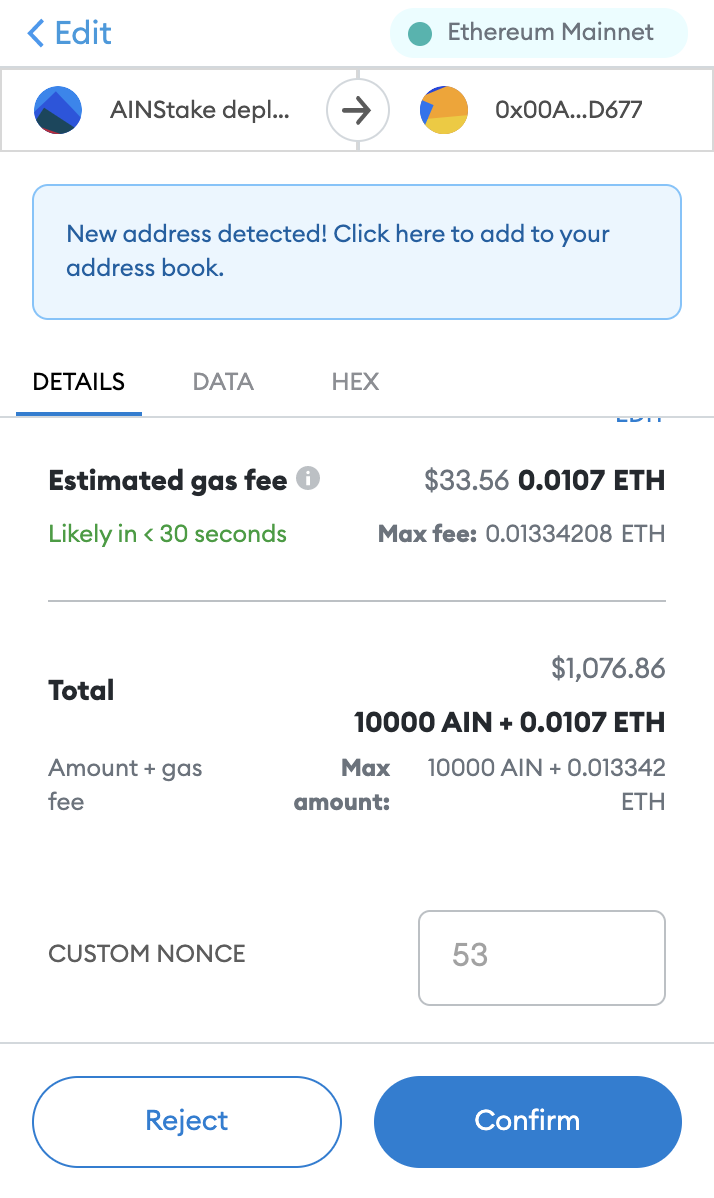 Edit
Ethereum Mainnet
AINStake depl...
0x00A...D677
New address detected! Click here to add to your
address book.
DETAILS DATA HEX
EDIT
Estimated gas fee $33.56 0.0107 ETH
Likely in < 30 seconds Max fee: 0.01334208 ETH
$1,076.86
Total
10000 AIN + 0.0107 ETH
Amount + gas Max 10000 AIN + 0.013342
fee amount: ETH
CUSTOM NONCE 53
Reject Confirm